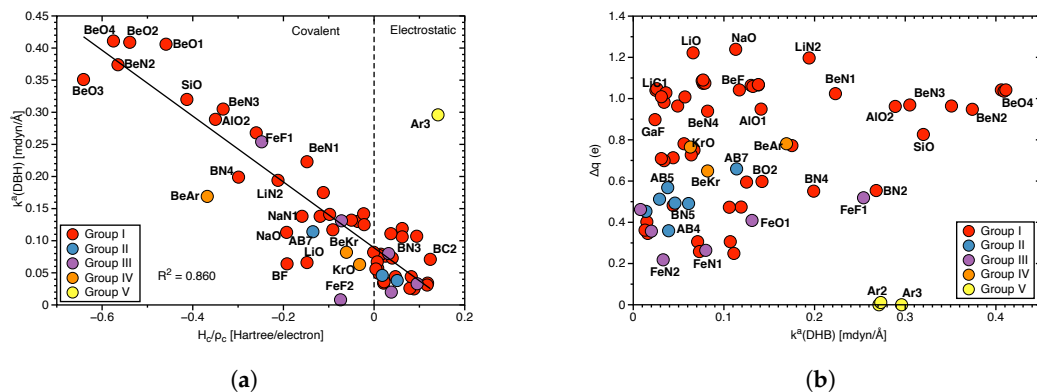 0.45
0.40
0.35
0.30
0.25
0.20
0.15
0.10
0.05
0.00
kᵃ(DBH) [mdyn/Å]
BeO4
BeO2
BeO1
BeN2
BeO3
SiO
BeN3
AlO2
FeF1
BeN1
BN4
LiN2
BeAr
NaN1
NaO
AB7
BeKr
BN3
BC2
BF
LiO
KrO
FeF2
Ar3
Covalent
Electrostatic
Group I
Group II
Group III
Group IV
Group V
R² = 0.860
−0.6
−0.4
−0.2
0
0.2
H꜀/ρ꜀ [Hartree/electron]
(a)
1.4
1.2
1.0
0.8
0.6
0.4
0.2
0
Δq (e)
LiO
NaO
LiN2
LiC1
BeF
BeN1
BeN3
BeO4
GaF
BeN4
AlO1
AlO2
BeN2
SiO
KrO
BeAr
AB7
BeKr
AB5
BO2
BN4
BN2
FeF1
BN5
AB4
FeO1
FeN2
FeN1
Ar2
Ar3
Group I
Group II
Group III
Group IV
Group V
0
0.1
0.2
0.3
0.4
kᵃ(DHB) [mdyn/Å]
(b)